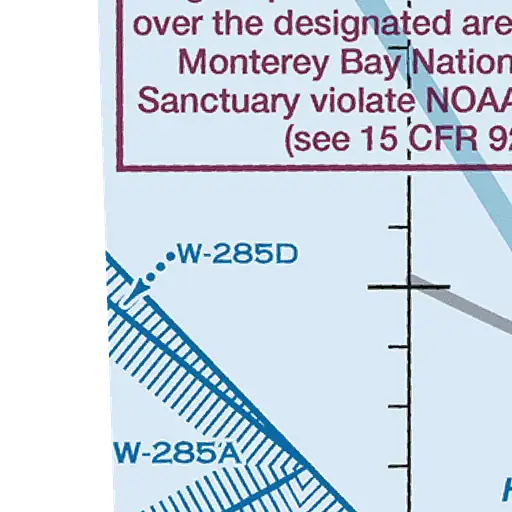 over the designated are
Monterey Bay Nation
Sanctuary violate NOAA
(see 15 CFR 92
W-285D
W-285A